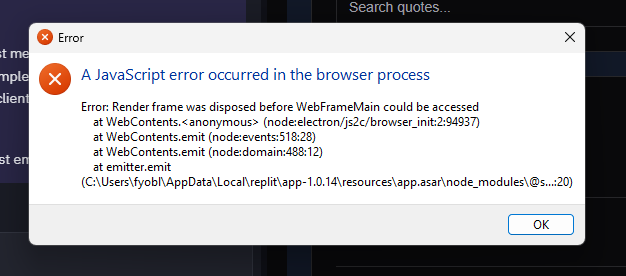 Search quotes...
st me
mple
client
st em
Error
A JavaScript error occurred in the browser process
Error: Render frame was disposed before WebFrameMain could be accessed
at WebContents.<anonymous> (node:electron/js2c/browser_init:2:94937)
at WebContents.emit (node:events:518:28)
at WebContents.emit (node:domain:488:12)
at emitter.emit
(C:\Users\fyobl\AppData\Local\replit\app-1.0.14\resources\app.asar\node_modules\@s...:20)
OK